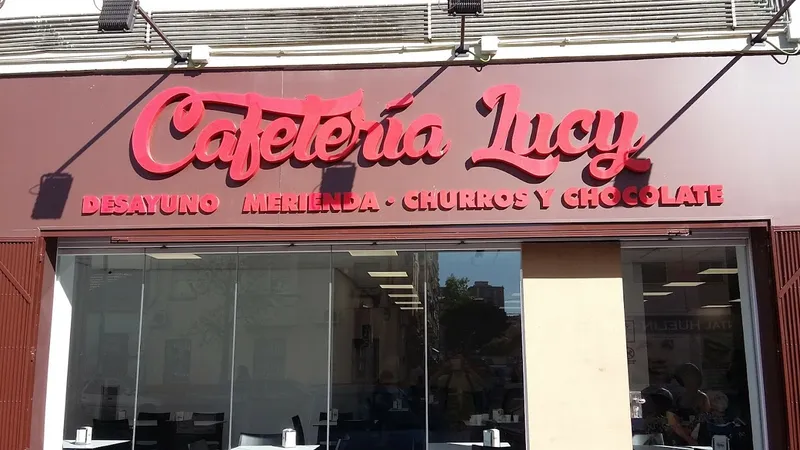 Cafetería Lucy
DESAYUNO MERIENDA · CHURROS Y CHOCOLATE